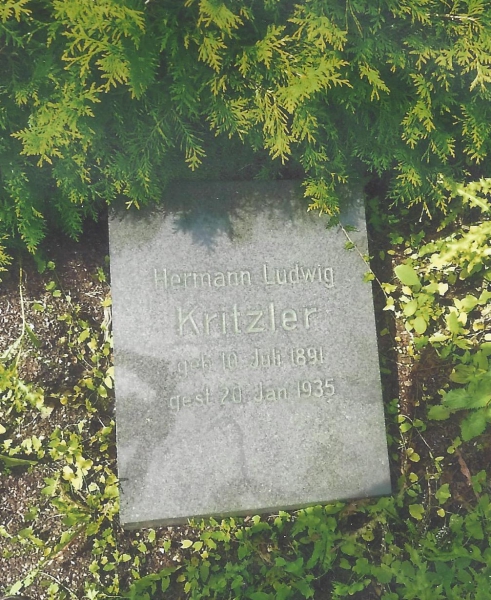 Hermann Ludwig
Kritzler
geb. 10. Juli 1891
gest. 20. Jan 1935